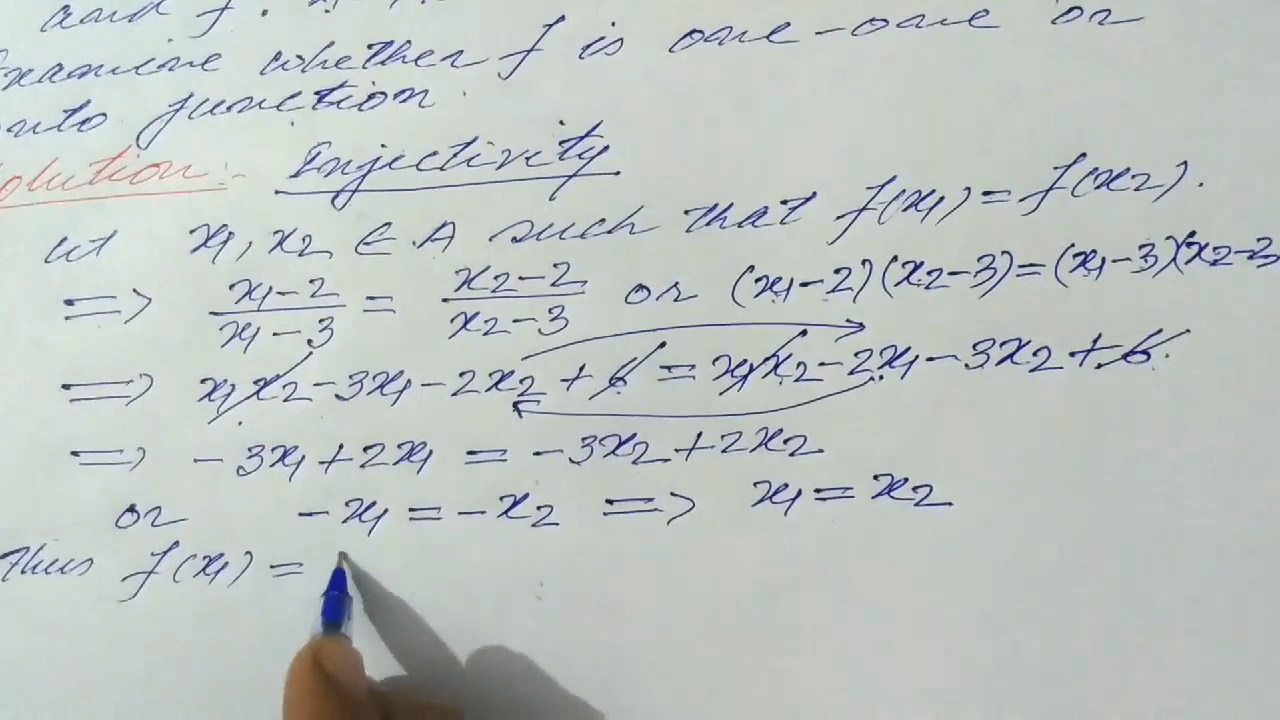 and f :
Examine whether f is one-one or
onto function.
Solution:- Injectivity
Let x₁, x₂ ∈ A such that f(x₁) = f(x₂).
=> x₁-2/x₁-3 = x₂-2/x₂-3 or (x₁-2)(x₂-3)=(x₁-3)(x₂-2
=> x₁x₂-3x₁-2x₂+6 = x₁x₂-2x₁-3x₂+6.
=> -3x₁+2x₁ = -3x₂+2x₂
or -x₁ = -x₂ => x₁ = x₂
Thus f(x₁) =